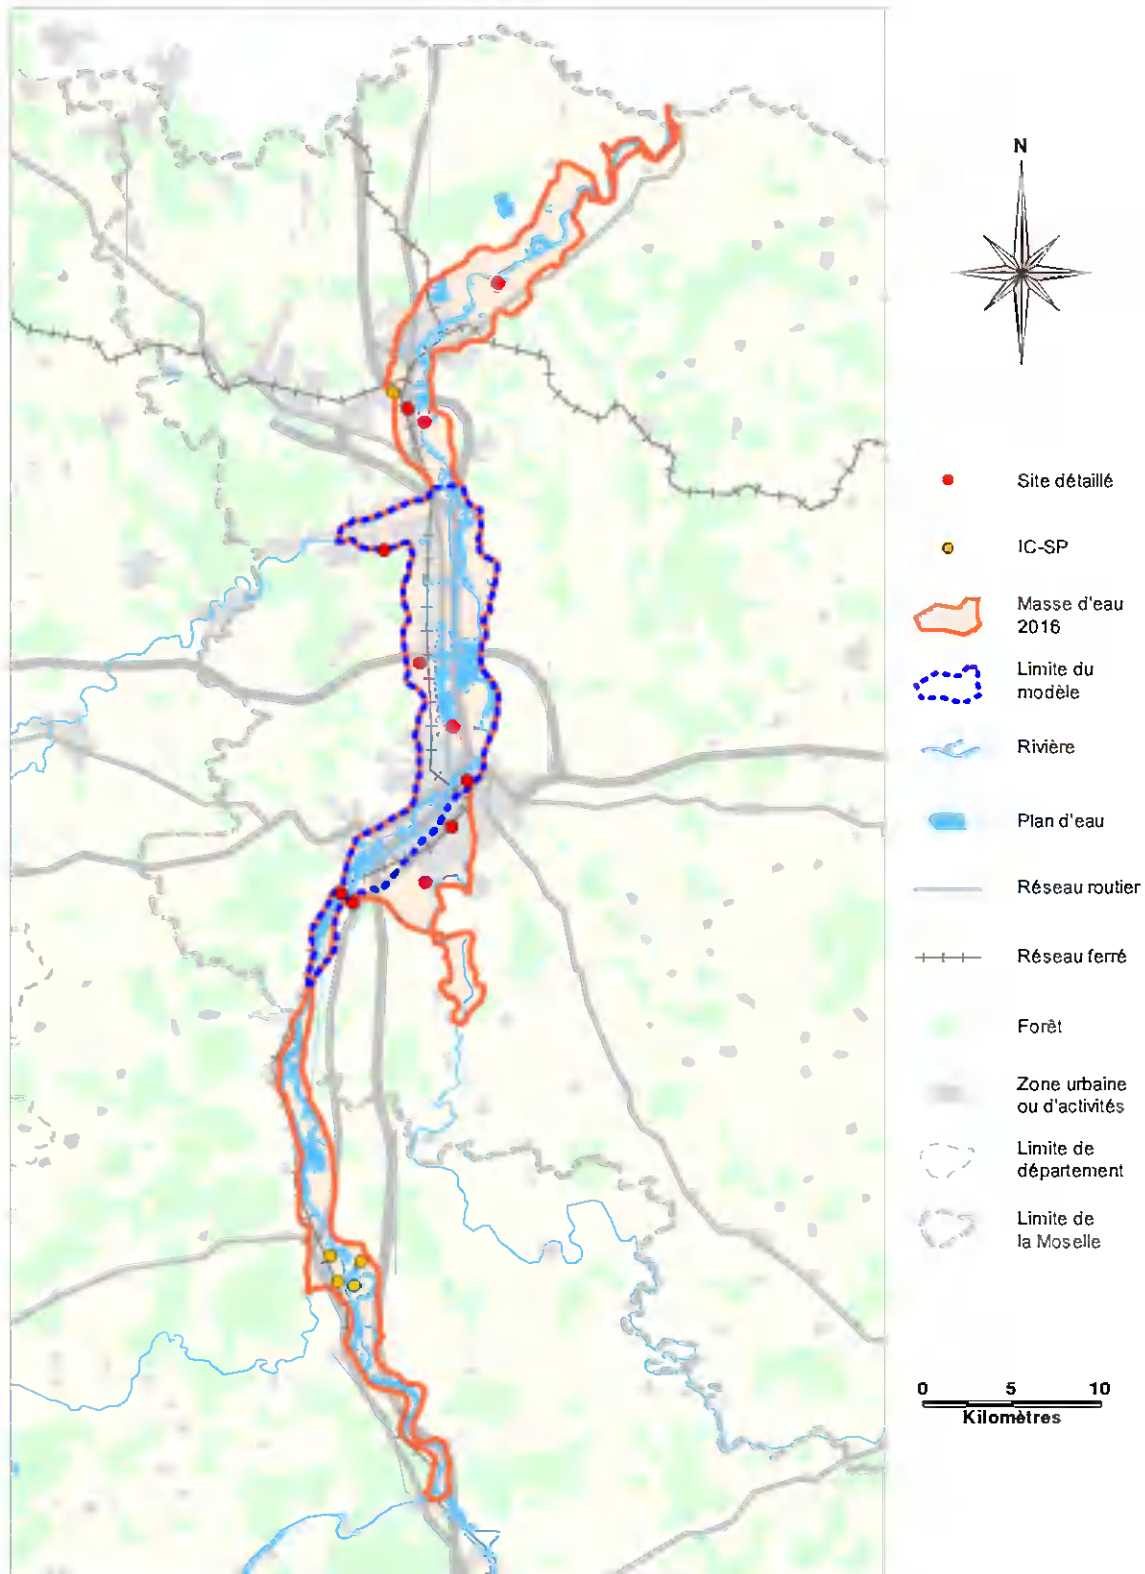 N
Site détaillé
IC-SP
Masse d'eau
2016
Limite du
modèle
Rivière
Plan d'eau
Réseau routier
Réseau ferré
Forêt
Zone urbaine
ou d'activités
Limite de
département
Limite de
la Moselle
0 5 10
Kilomètres